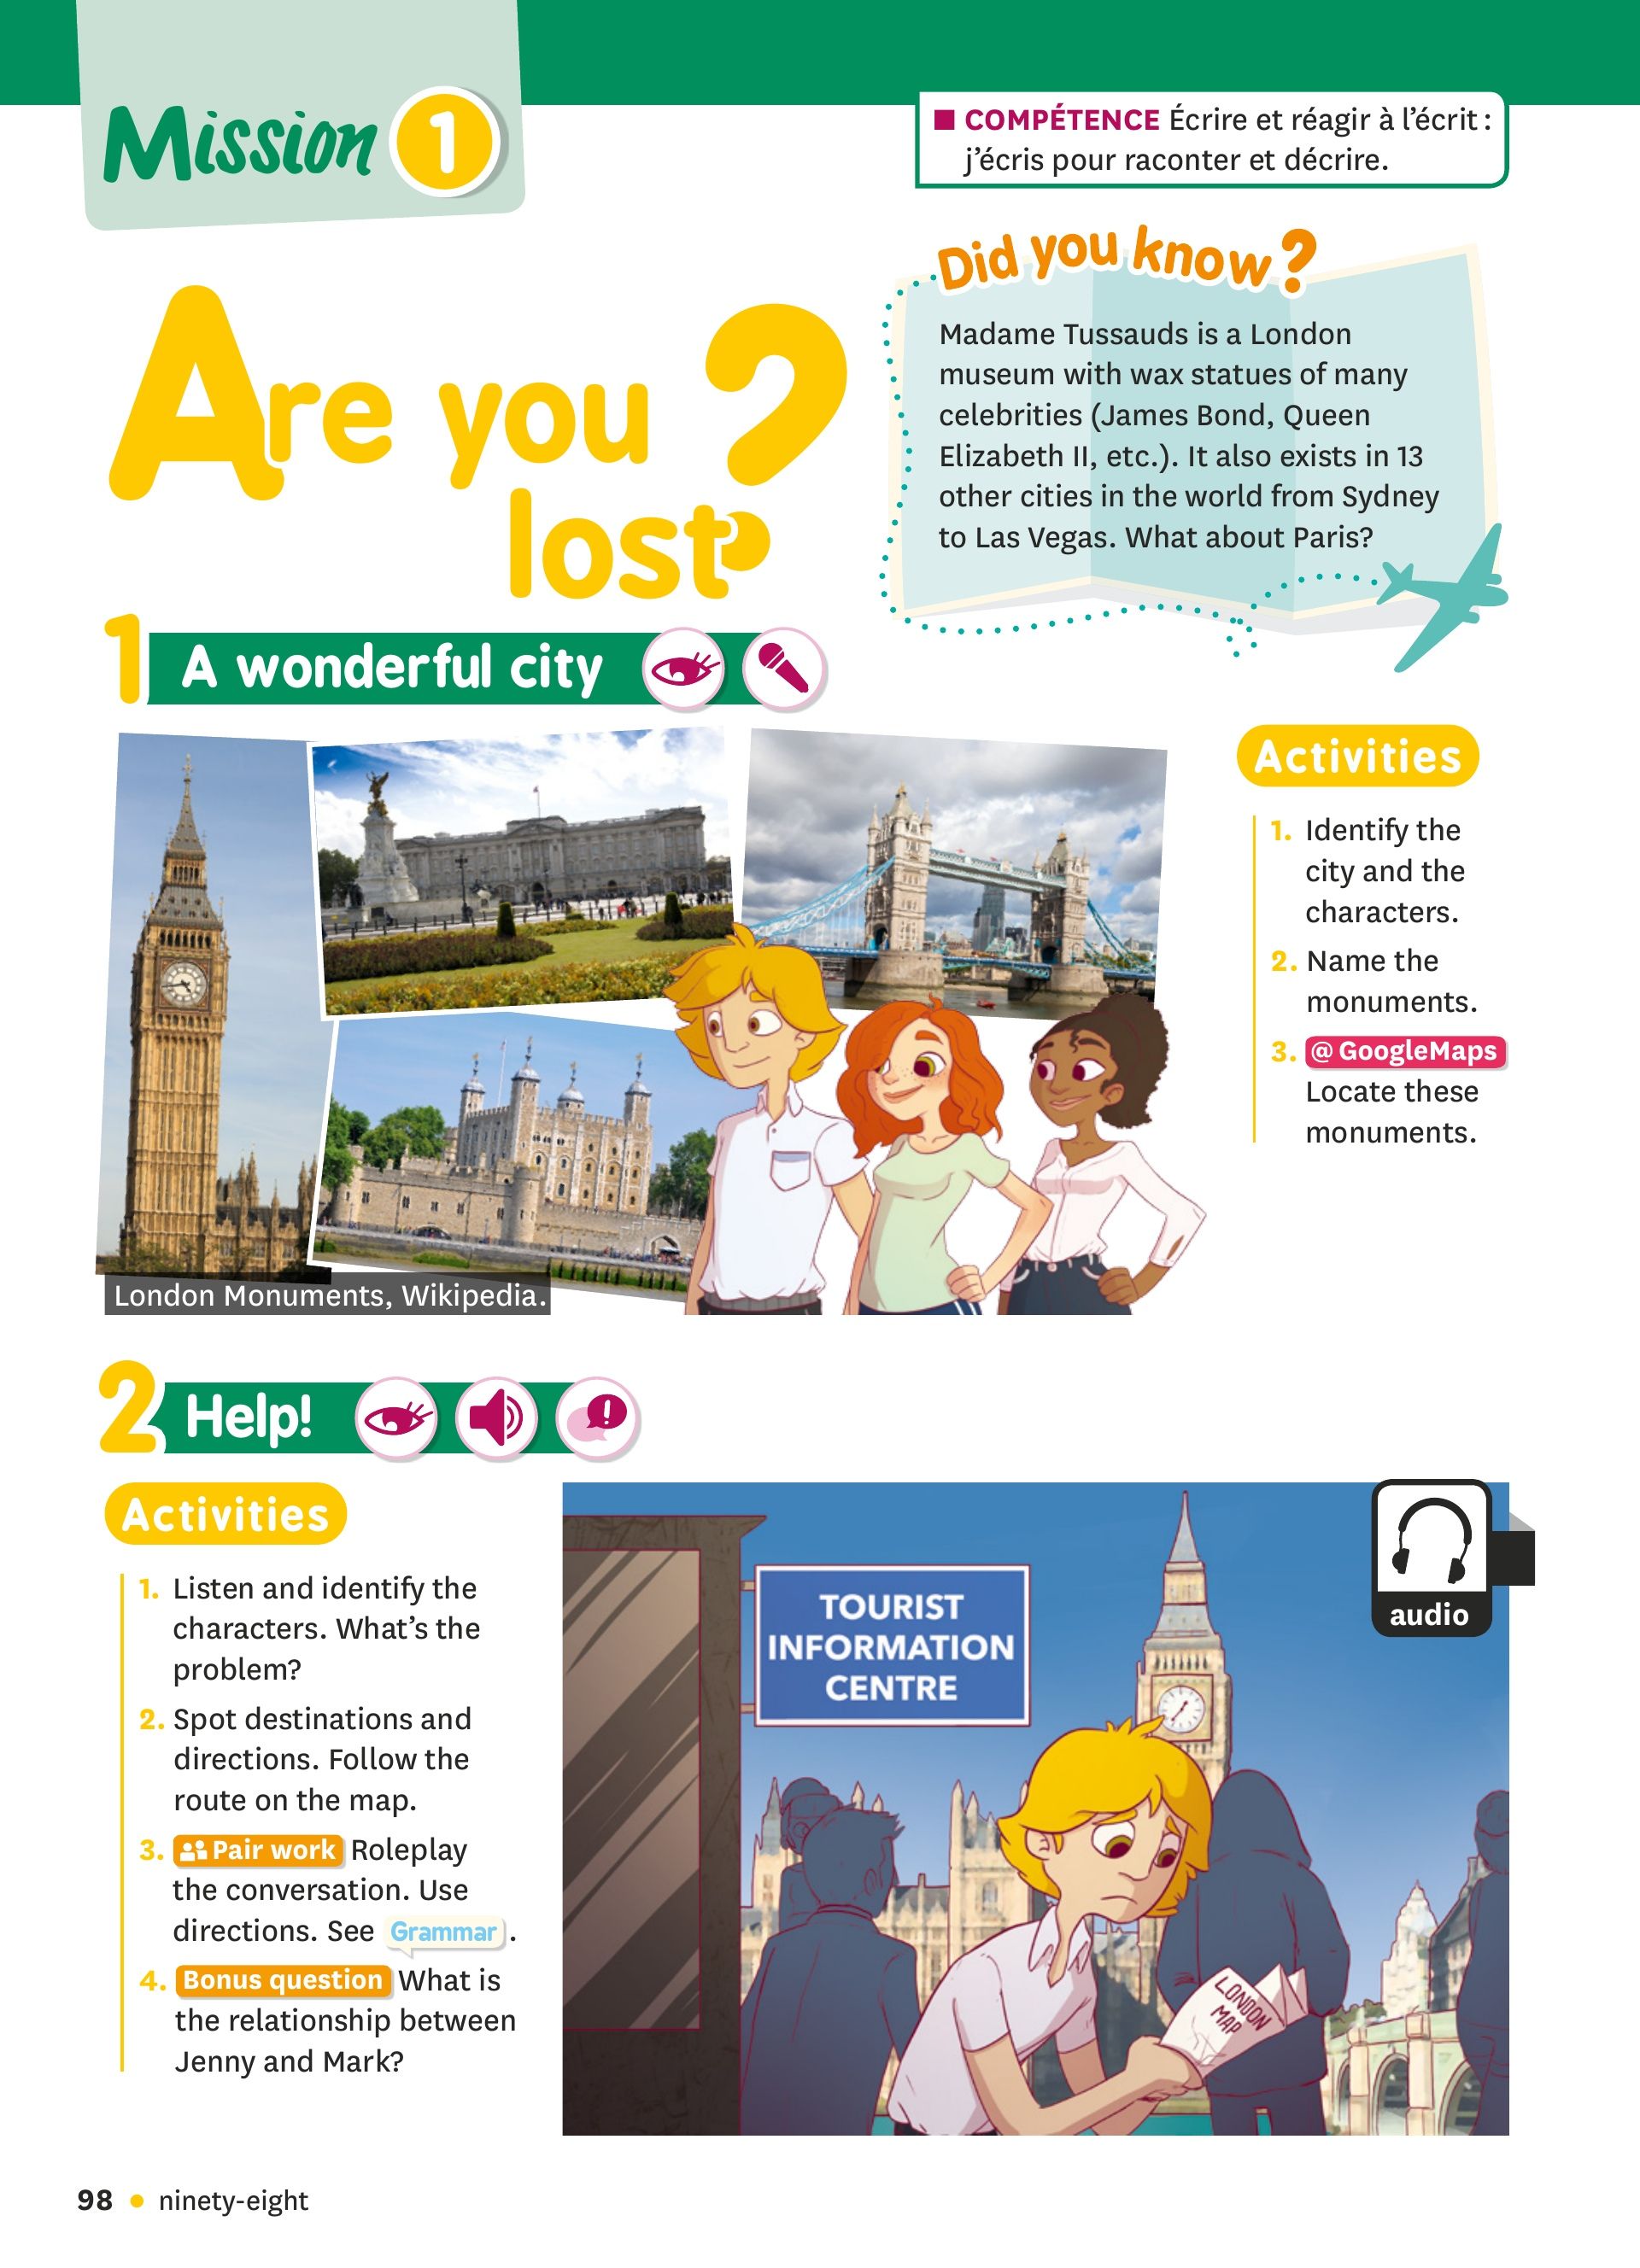 Mission 1
■ COMPÉTENCE Écrire et réagir à l'écrit :
j'écris pour raconter et décrire.
Are you
lost?
Did you know?
Madame Tussauds is a London
museum with wax statues of many
celebrities (James Bond, Queen
Elizabeth II, etc.). It also exists in 13
other cities in the world from Sydney
to Las Vegas. What about Paris?
1 A wonderful city
London Monuments, Wikipedia.
Activities
1. Identify the
city and the
characters.
2. Name the
monuments.
3. @ GoogleMaps
Locate these
monuments.
2 Help!
Activities
1. Listen and identify the
characters. What's the
problem?
2. Spot destinations and
directions. Follow the
route on the map.
3. Pair work Roleplay
the conversation. Use
directions. See Grammar.
4. Bonus question What is
the relationship between
Jenny and Mark?
TOURIST
INFORMATION
CENTRE
audio
LONDON
MAP
98 • ninety-eight